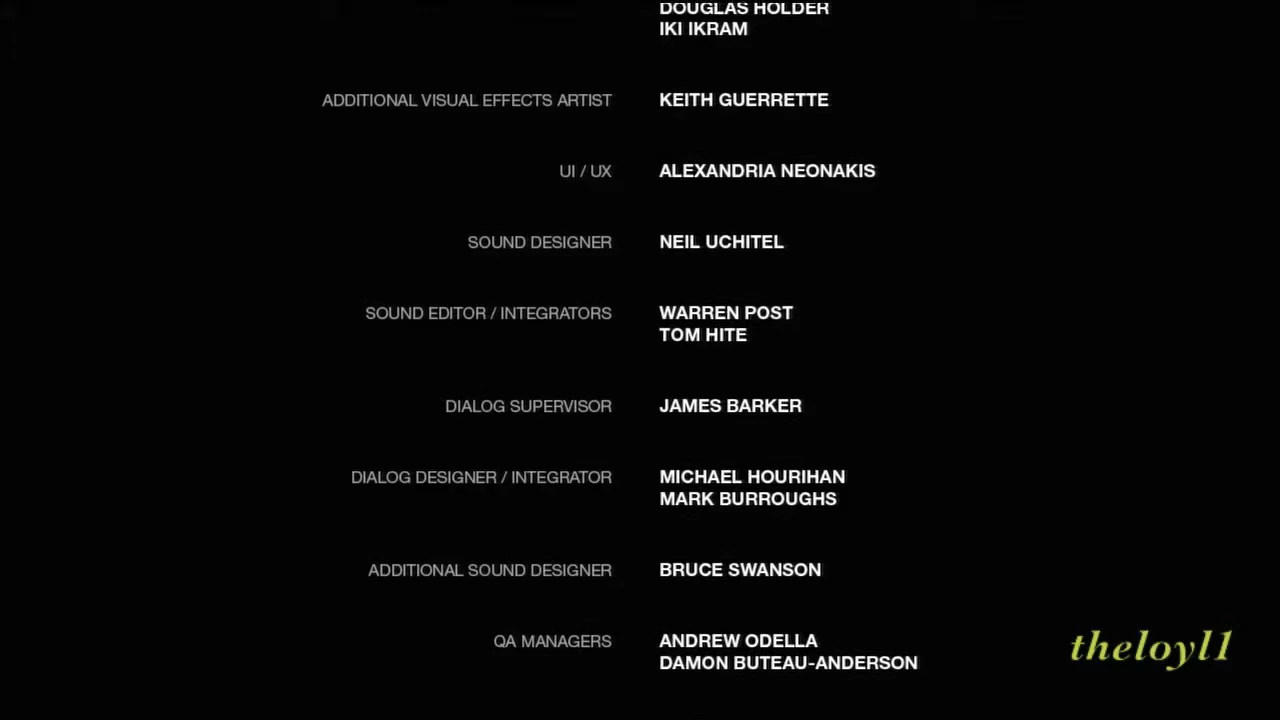 DOUGLAS HOLDER
IKI IKRAM
ADDITIONAL VISUAL EFFECTS ARTIST KEITH GUERRETTE
UI / UX ALEXANDRIA NEONAKIS
SOUND DESIGNER NEIL UCHITEL
SOUND EDITOR / INTEGRATORS WARREN POST
TOM HITE
DIALOG SUPERVISOR JAMES BARKER
DIALOG DESIGNER / INTEGRATOR MICHAEL HOURIHAN
MARK BURROUGHS
ADDITIONAL SOUND DESIGNER BRUCE SWANSON
QA MANAGERS ANDREW ODELLA
DAMON BUTEAU-ANDERSON
theloyl1